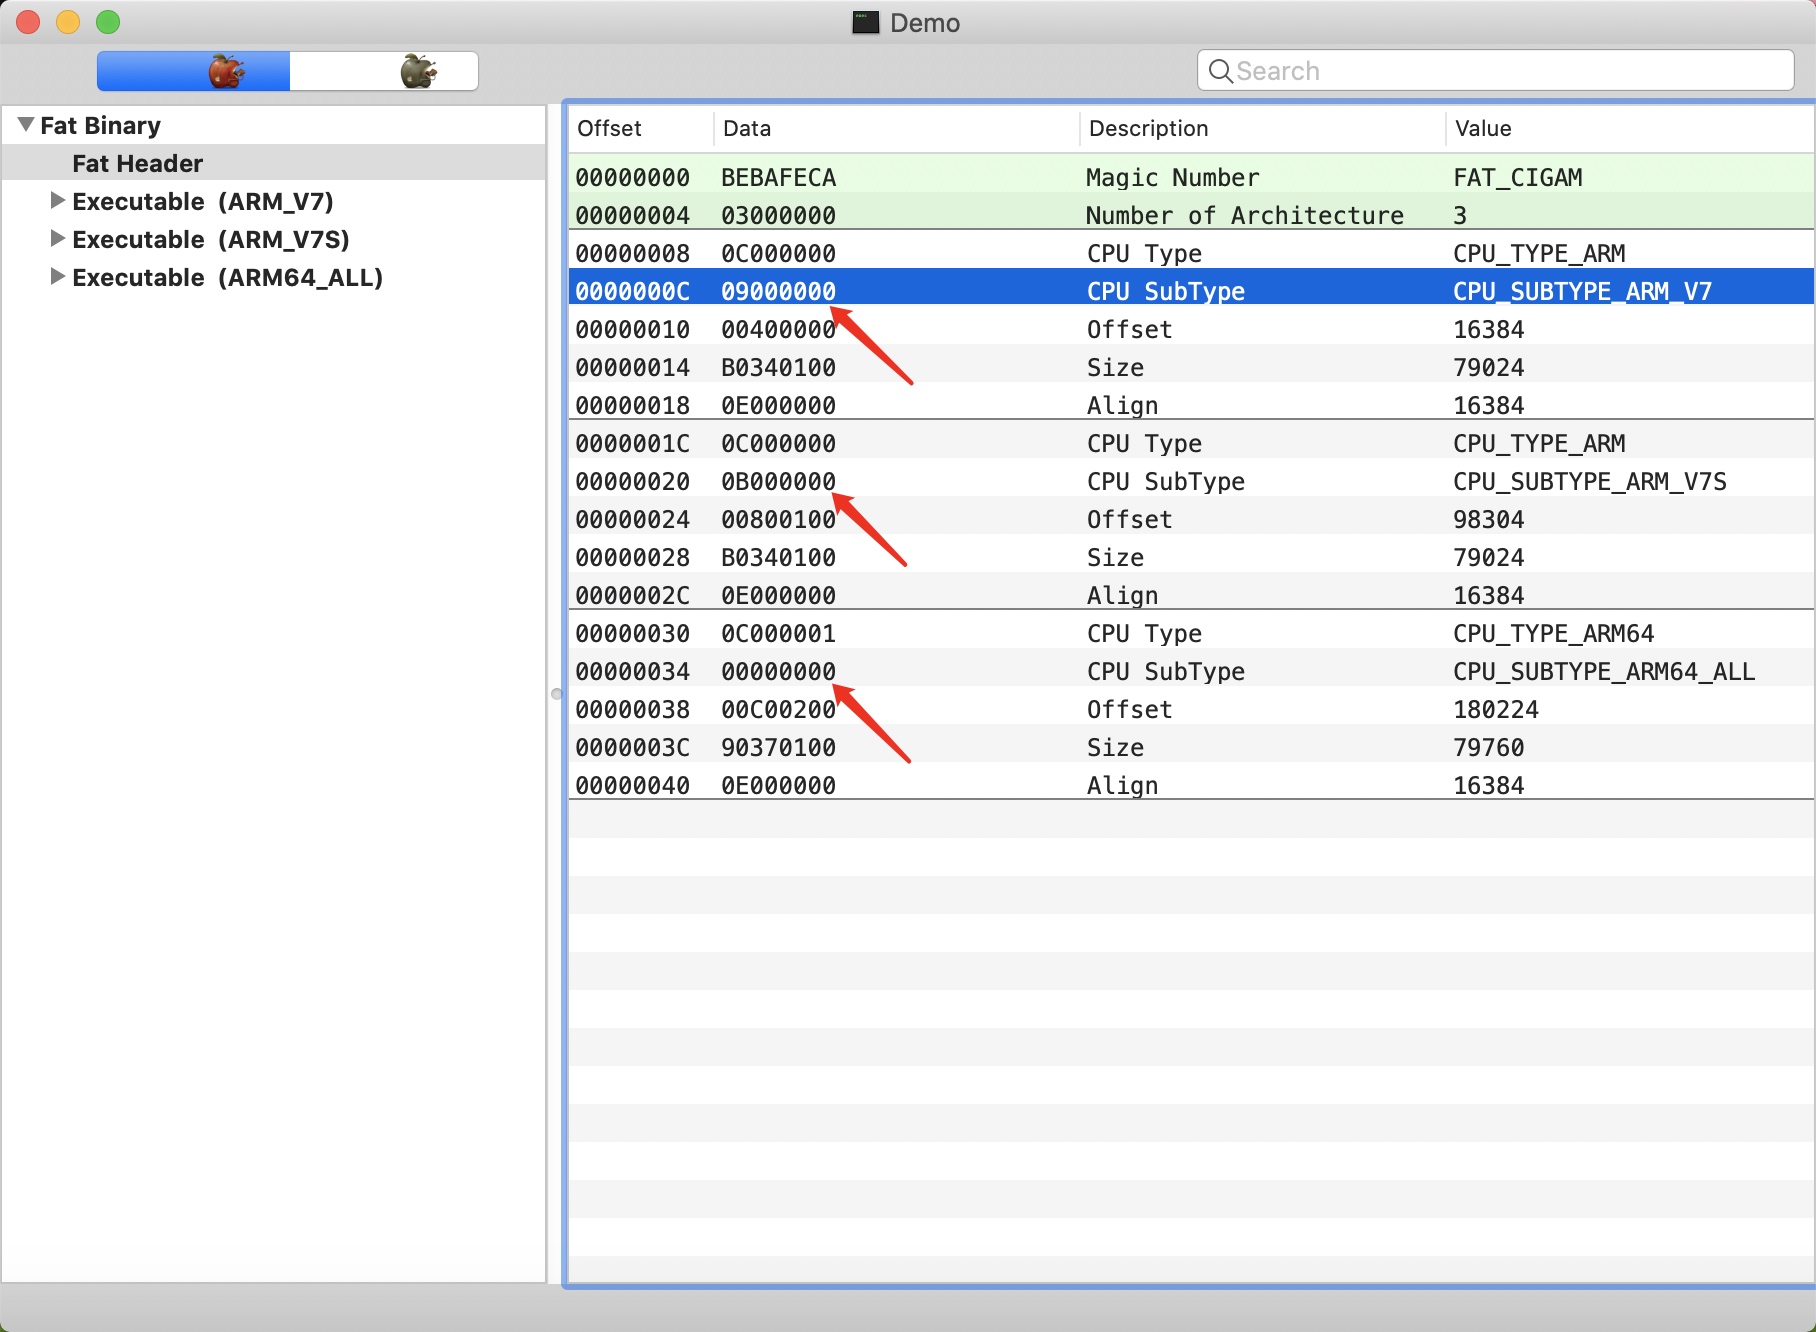 Demo
Search
Fat Binary
Fat Header
Executable (ARM_V7)
Executable (ARM_V7S)
Executable (ARM64_ALL)
Offset Data Description Value
00000000 BEBAFECA Magic Number FAT_CIGAM
00000004 03000000 Number of Architecture 3
00000008 0C000000 CPU Type CPU_TYPE_ARM
0000000C 09000000 CPU SubType CPU_SUBTYPE_ARM_V7
00000010 00400000 Offset 16384
00000014 B0340100 Size 79024
00000018 0E000000 Align 16384
0000001C 0C000000 CPU Type CPU_TYPE_ARM
00000020 0B000000 CPU SubType CPU_SUBTYPE_ARM_V7S
00000024 00800100 Offset 98304
00000028 B0340100 Size 79024
0000002C 0E000000 Align 16384
00000030 0C000001 CPU Type CPU_TYPE_ARM64
00000034 00000000 CPU SubType CPU_SUBTYPE_ARM64_ALL
00000038 00C00200 Offset 180224
0000003C 90370100 Size 79760
00000040 0E000000 Align 16384